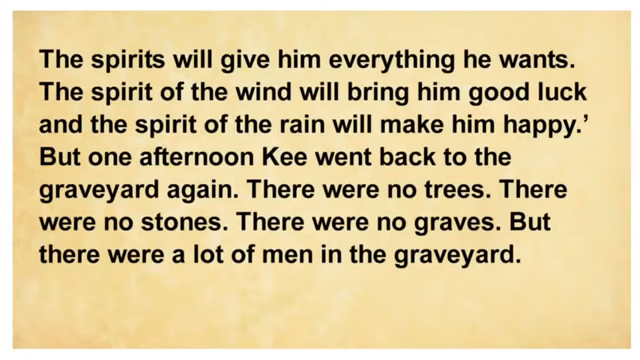 The spirits will give him everything he wants.
The spirit of the wind will bring him good luck
and the spirit of the rain will make him happy.’
But one afternoon Kee went back to the
graveyard again. There were no trees. There
were no stones. There were no graves. But
there were a lot of men in the graveyard.